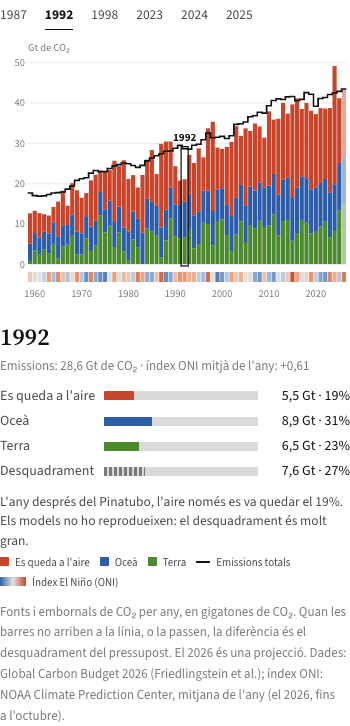 1987 1992 1998 2023 2024 2025
Gt de CO₂
50
40
1992
30
20
10
0
1960 1970 1980 1990 2000 2010 2020
1992
Emissions: 28,6 Gt de CO₂ · índex ONI mitjà de l'any: +0,61
Es queda a l'aire 5,5 Gt · 19%
Oceà 8,9 Gt · 31%
Terra 6,5 Gt · 23%
Desquadrament 7,6 Gt · 27%
L'any després del Pinatubo, l'aire només es va quedar el 19%.
Els models no ho reprodueixen: el desquadrament és molt
gran.
Es queda a l'aire Oceà Terra Emissions totals
Índex El Niño (ONI)
Fonts i embornals de CO₂ per any, en gigatones de CO₂. Quan les
barres no arriben a la línia, o la passen, la diferència és el
desquadrament del pressupost. El 2026 és una projecció. Dades:
Global Carbon Budget 2026 (Friedlingstein et al.); índex ONI:
NOAA Climate Prediction Center, mitjana de l'any (el 2026, fins
a l'octubre).